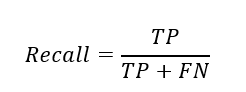 Recall = TP / (TP + FN)